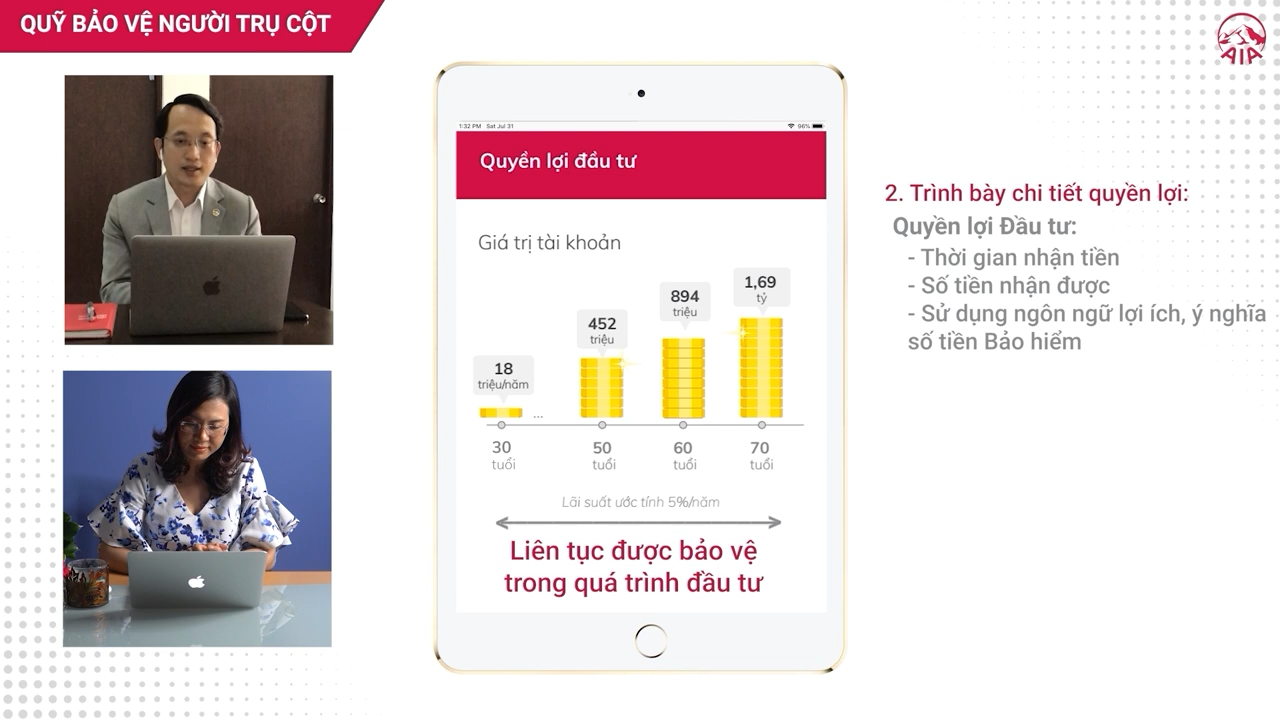 QUỸ BẢO VỆ NGƯỜI TRỤ CỘT
AIA
1:32 PM Sat Jul 31
96%
Quyền lợi đầu tư
Giá trị tài khoản
18
triệu/năm
452
triệu
894
triệu
1,69
tỷ
...
30
tuổi
50
tuổi
60
tuổi
70
tuổi
Lãi suất ước tính 5%/năm
Liên tục được bảo vệ
trong quá trình đầu tư
2. Trình bày chi tiết quyền lợi:
Quyền lợi Đầu tư:
- Thời gian nhận tiền
- Số tiền nhận được
- Sử dụng ngôn ngữ lợi ích, ý nghĩa
số tiền Bảo hiểm